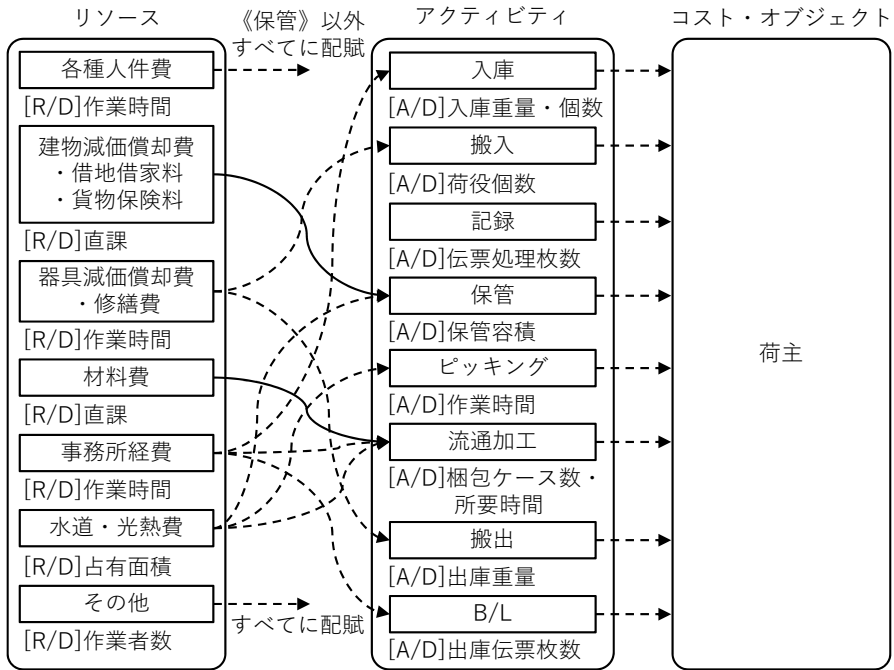 リソース
《保管》以外
すべてに配賦
アクティビティ
コスト・オブジェクト
各種人件費
[R/D]作業時間
建物減価償却費
・借地借家料
・貨物保険料
[R/D]直課
器具減価償却費
・修繕費
[R/D]作業時間
材料費
[R/D]直課
事務所経費
[R/D]作業時間
水道・光熱費
[R/D]占有面積
その他
[R/D]作業者数
すべてに配賦
入庫
[A/D]入庫重量・個数
搬入
[A/D]荷役個数
記録
[A/D]伝票処理枚数
保管
[A/D]保管容積
ピッキング
[A/D]作業時間
流通加工
[A/D]梱包ケース数・
所要時間
搬出
[A/D]出庫重量
B/L
[A/D]出庫伝票枚数
荷主